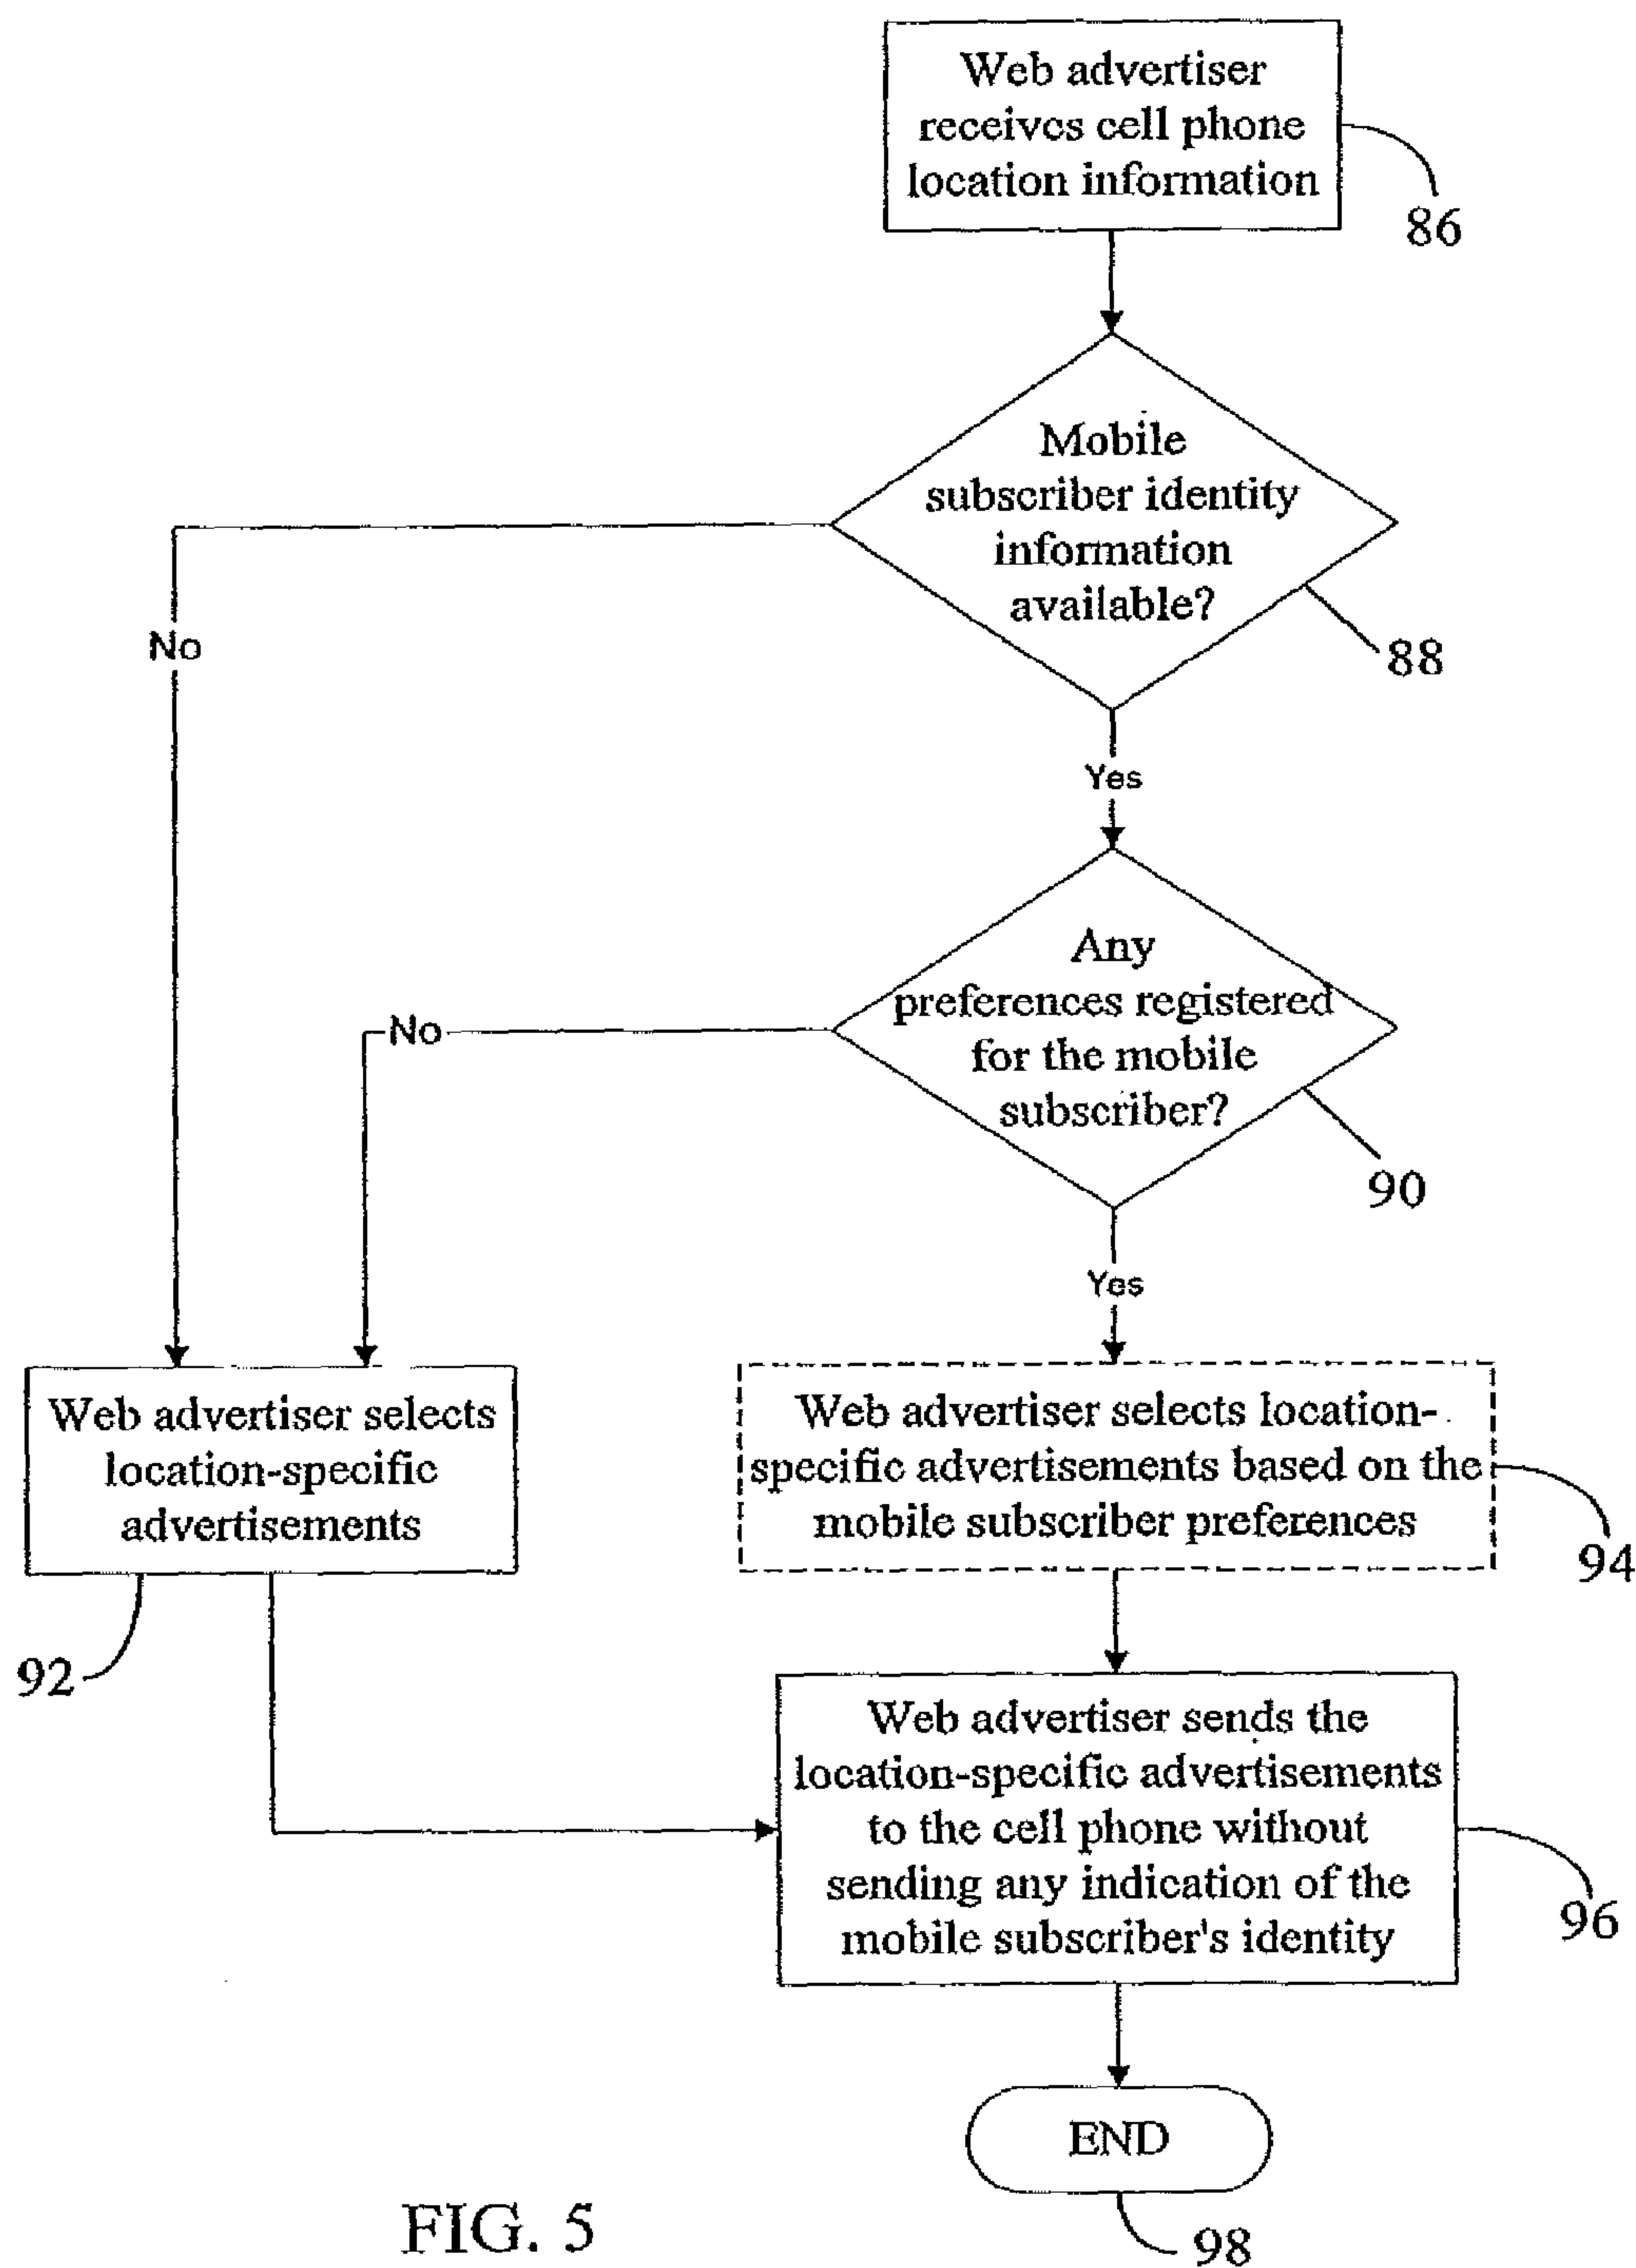 Web advertiser
receives cell phone
location information
86
Mobile
subscriber identity
information
available?
88
No
Yes
Any
preferences registered
for the mobile
subscriber?
90
No
Yes
Web advertiser selects
location-specific
advertisements
92
Web advertiser selects location-
specific advertisements based on the
mobile subscriber preferences
94
Web advertiser sends the
location-specific advertisements
to the cell phone without
sending any indication of the
mobile subscriber's identity
96
END
98
FIG. 5